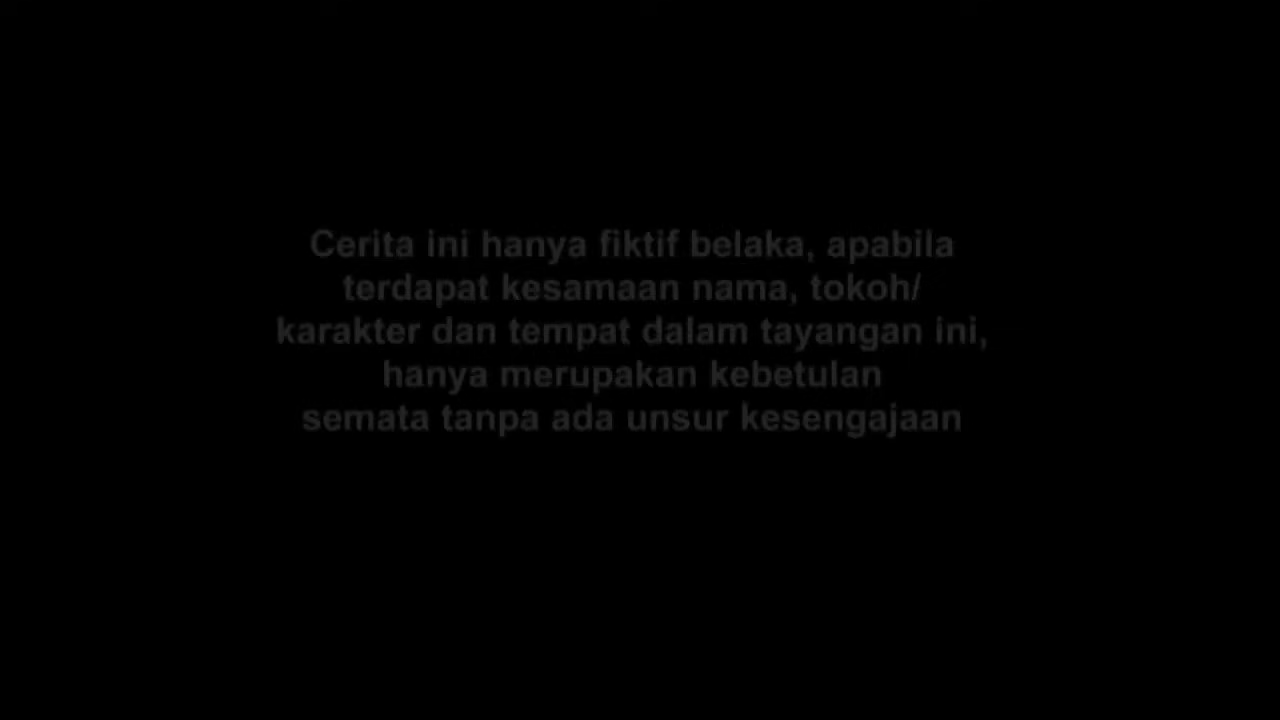 Cerita ini hanya fiktif belaka, apabila
terdapat kesamaan nama, tokoh/
karakter dan tempat dalam tayangan ini,
hanya merupakan kebetulan
semata tanpa ada unsur kesengajaan